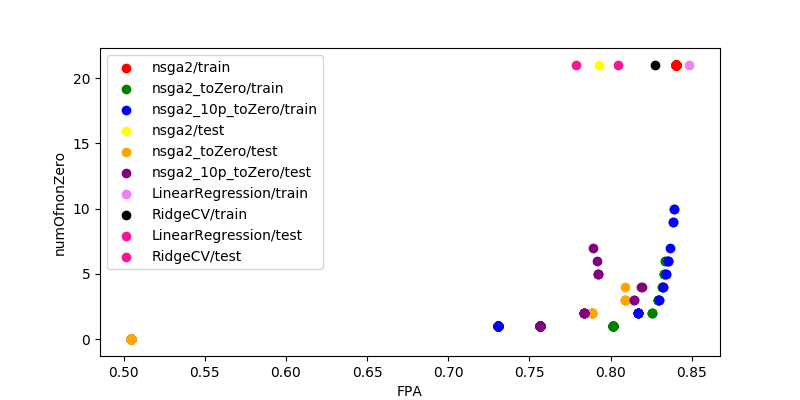 nsga2/train
nsga2_toZero/train
nsga2_10p_toZero/train
nsga2/test
nsga2_toZero/test
nsga2_10p_toZero/test
LinearRegression/train
RidgeCV/train
LinearRegression/test
RidgeCV/test
numOfnonZero
20
15
10
5
0
0.50 0.55 0.60 0.65 0.70 0.75 0.80 0.85
FPA